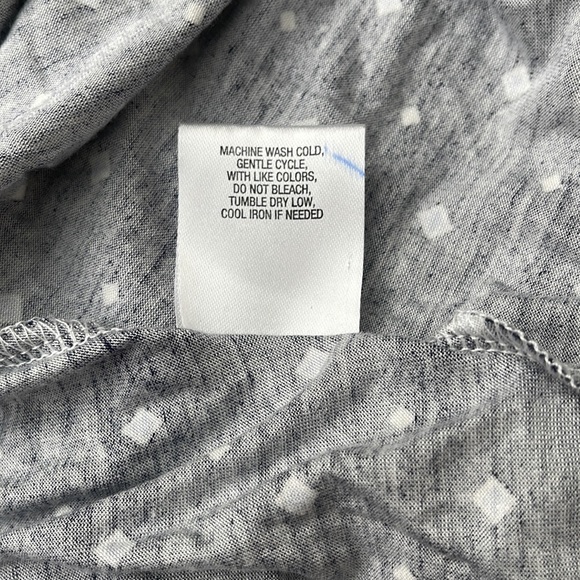 MACHINE WASH COLD,
GENTLE CYCLE,
WITH LIKE COLORS,
DO NOT BLEACH,
TUMBLE DRY LOW,
COOL IRON IF NEEDED